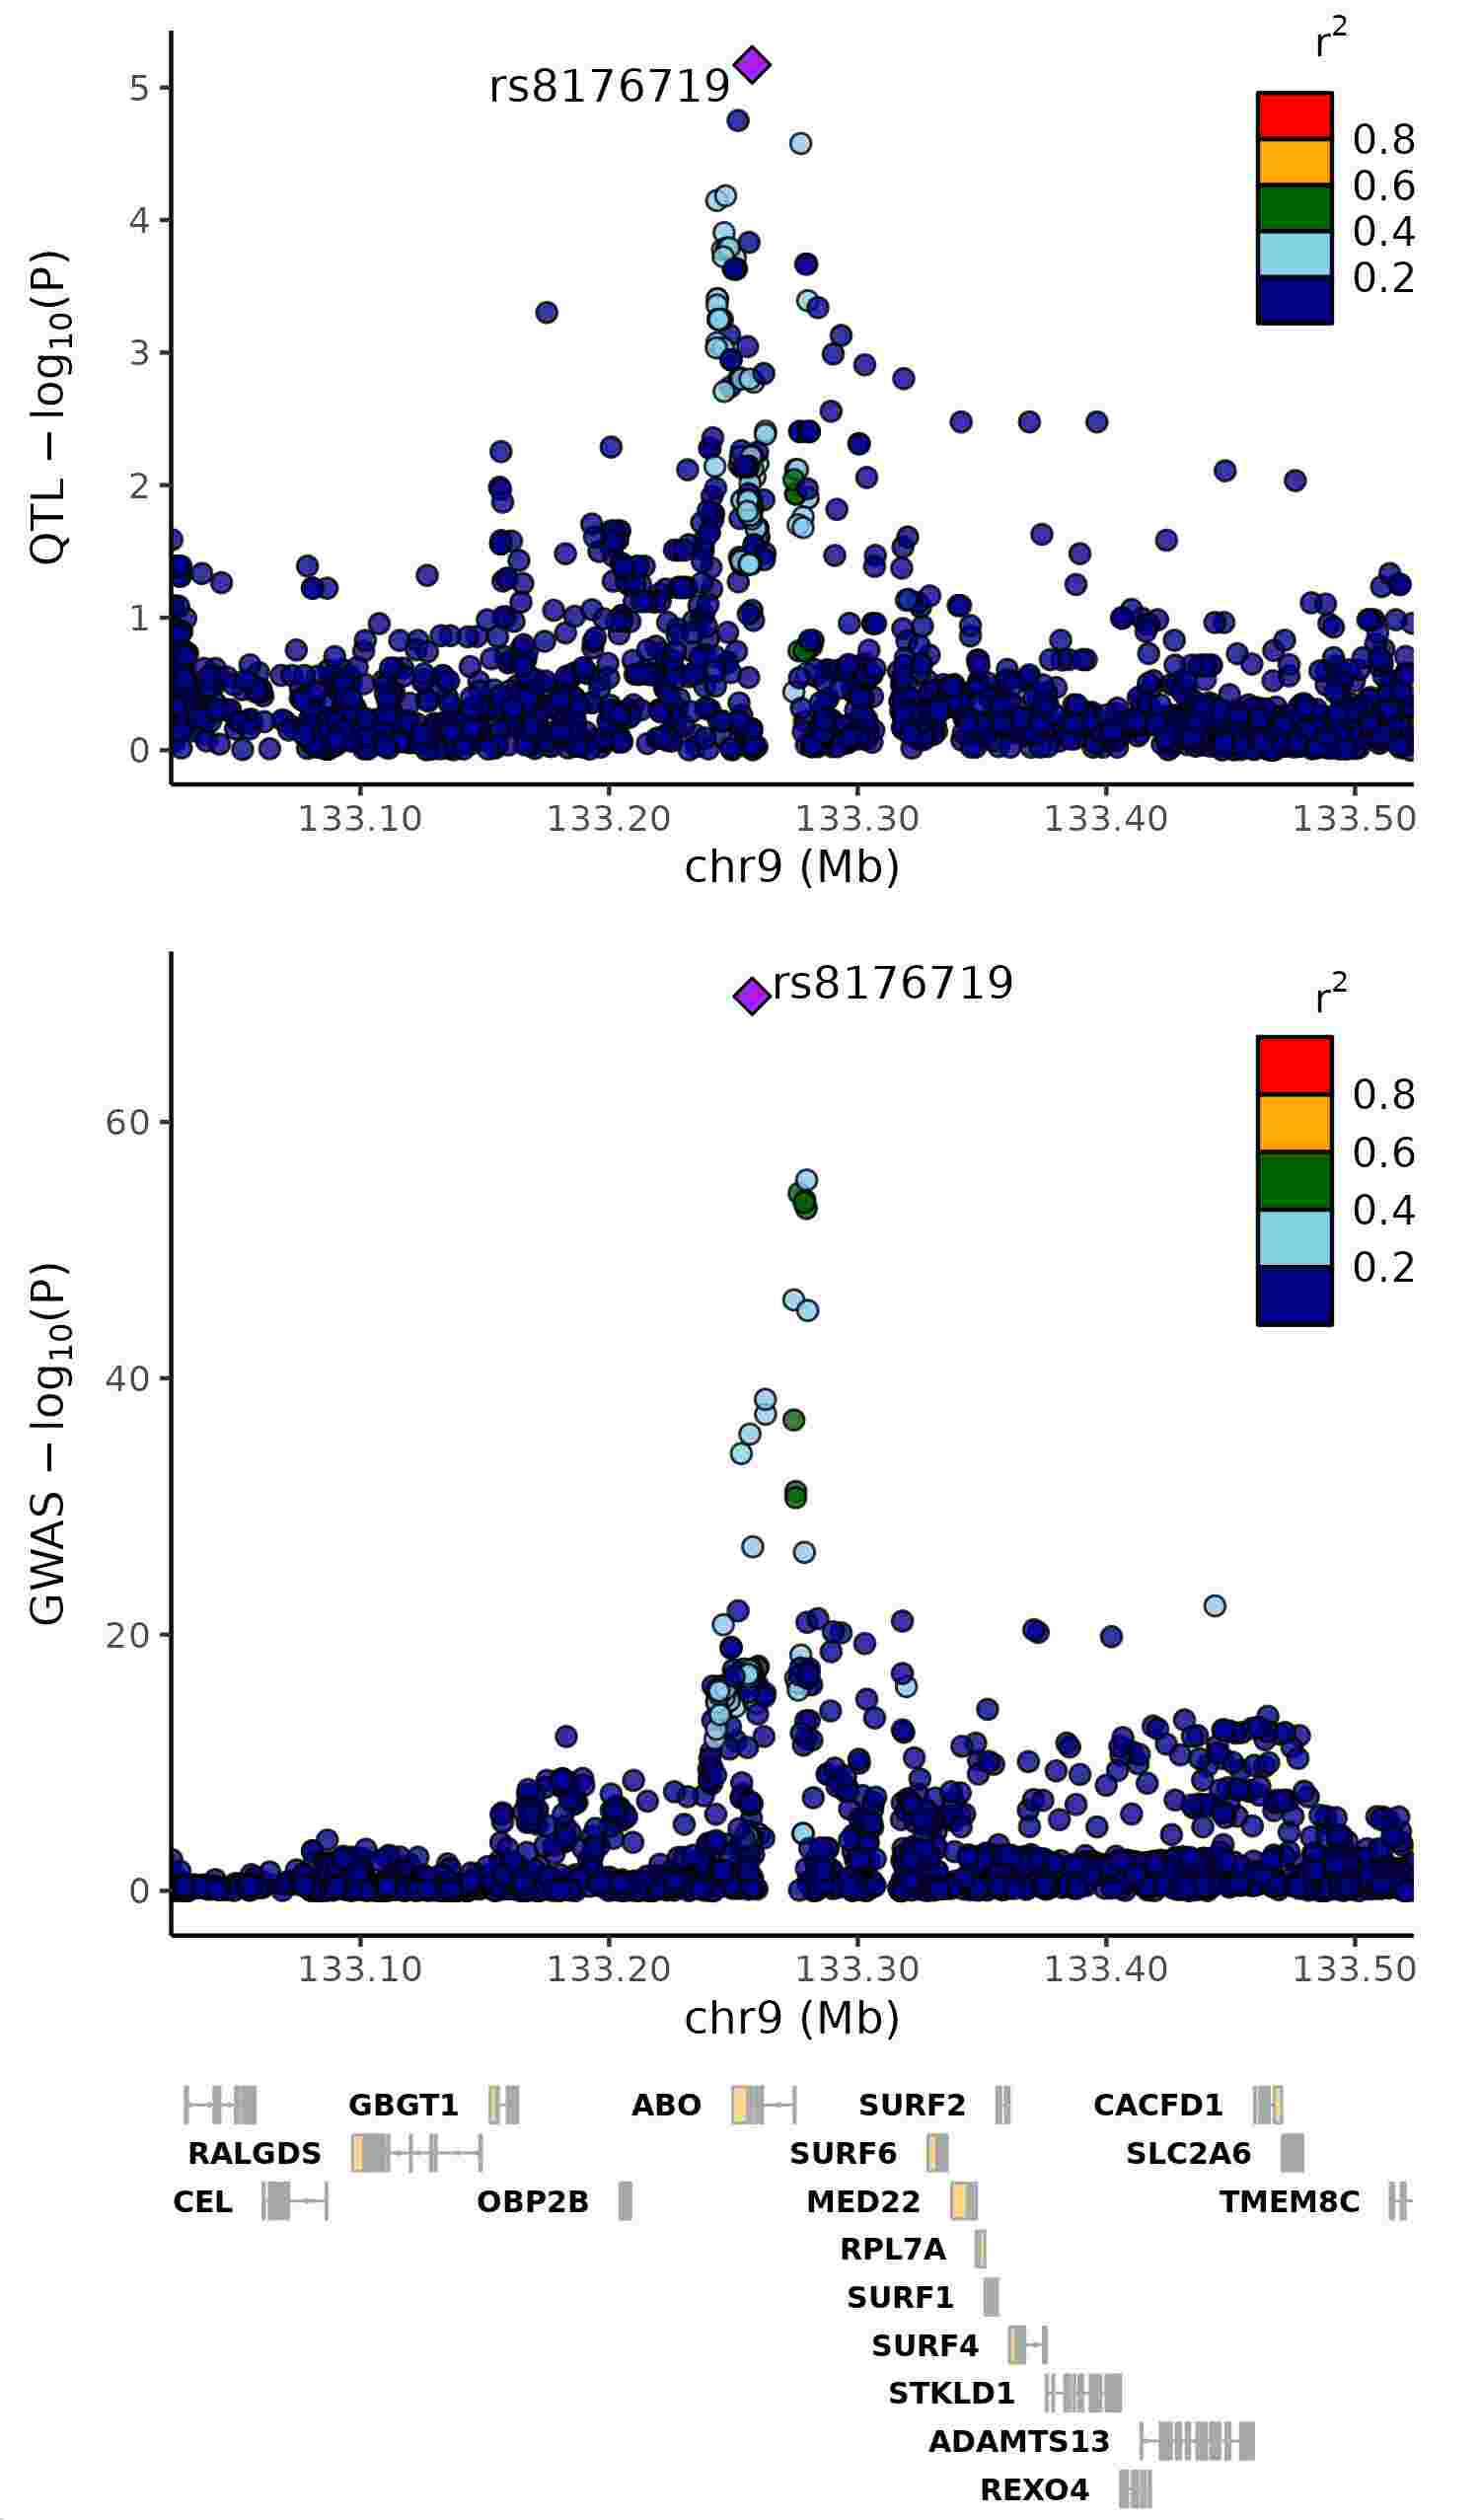 r2
rs8176719
5
4
3
2
1
0
QTL −log10(P)
0.8
0.6
0.4
0.2
133.10 133.20 133.30 133.40 133.50
chr9 (Mb)
rs8176719
r2
60
40
20
0
GWAS −log10(P)
0.8
0.6
0.4
0.2
133.10 133.20 133.30 133.40 133.50
chr9 (Mb)
GBGT1 ABO SURF2 CACFD1
RALGDS SURF6 SLC2A6
CEL OBP2B MED22 TMEM8C
RPL7A
SURF1
SURF4
STKLD1
ADAMTS13
REXO4